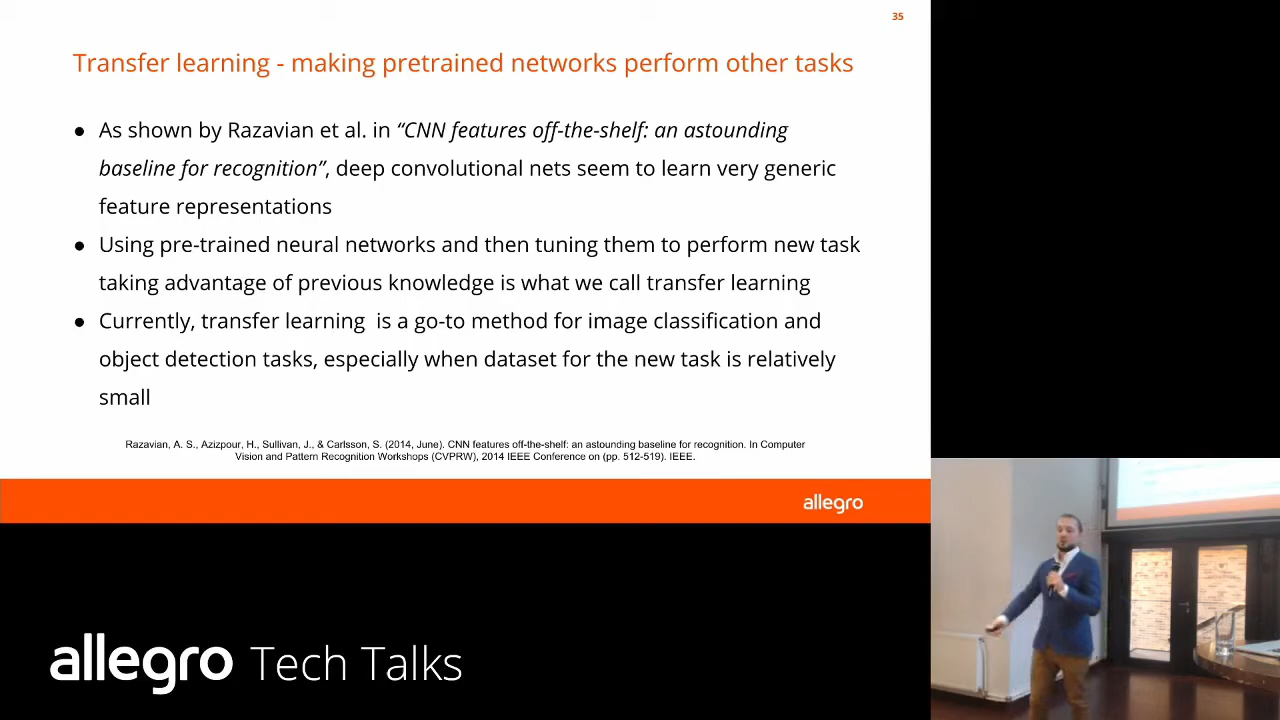 35
Transfer learning - making pretrained networks perform other tasks
● As shown by Razavian et al. in “CNN features off-the-shelf: an astounding
baseline for recognition”, deep convolutional nets seem to learn very generic
feature representations
● Using pre-trained neural networks and then tuning them to perform new task
taking advantage of previous knowledge is what we call transfer learning
● Currently, transfer learning  is a go-to method for image classification and
object detection tasks, especially when dataset for the new task is relatively
small
Razavian, A. S., Azizpour, H., Sullivan, J., & Carlsson, S. (2014, June). CNN features off-the-shelf: an astounding baseline for recognition. In Computer
Vision and Pattern Recognition Workshops (CVPRW), 2014 IEEE Conference on (pp. 512-519). IEEE.
allegro
allegro Tech Talks